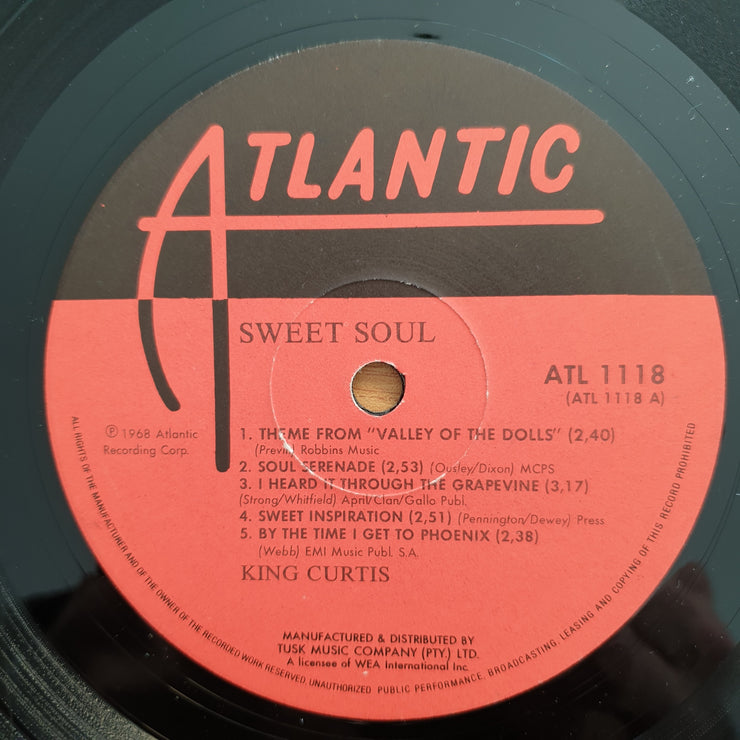 ATLANTIC
SWEET SOUL
ATL 1118
(ATL 1118 A)
℗ 1968 Atlantic
Recording Corp.
1. THEME FROM "VALLEY OF THE DOLLS" (2,40)
(Previn) Robbins Music
2. SOUL SERENADE (2,53) (Ousley/Dixon) MCPS
3. I HEARD IT THROUGH THE GRAPEVINE (3,17)
(Strong/Whitfield) April/Clan/Gallo Publ.
4. SWEET INSPIRATION (2,51) (Pennington/Dewey) Press
5. BY THE TIME I GET TO PHOENIX (2,38)
(Webb) EMI Music Publ. S.A.
KING CURTIS
MANUFACTURED & DISTRIBUTED BY
TUSK MUSIC COMPANY (PTY.) LTD.
A licensee of WEA International Inc.
ALL RIGHTS OF THE MANUFACTURER AND OF THE OWNER OF THE RECORDED WORK RESERVED. UNAUTHORIZED PUBLIC PERFORMANCE, BROADCASTING, LEASING AND COPYING OF THIS RECORD PROHIBITED